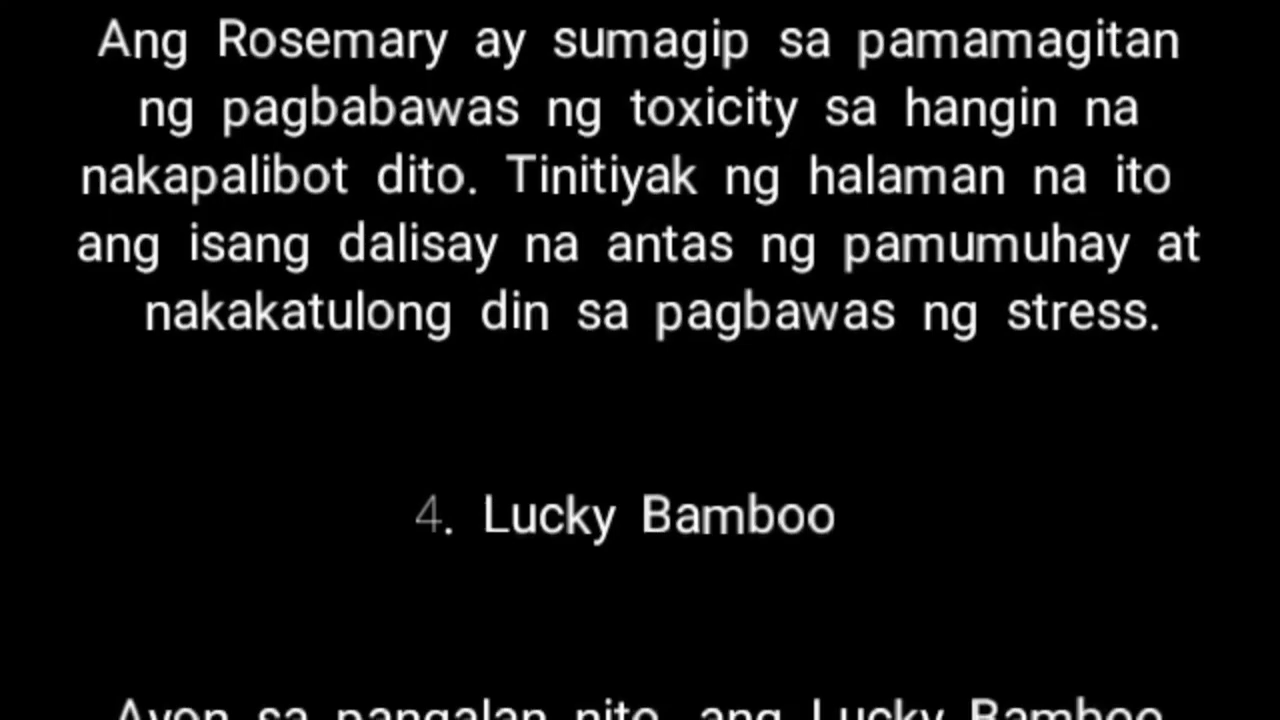 Ang Rosemary ay sumagip sa pamamagitan
ng pagbabawas ng toxicity sa hangin na
nakapalibot dito. Tinitiyak ng halaman na ito
ang isang dalisay na antas ng pamumuhay at
nakakatulong din sa pagbawas ng stress.
4. Lucky Bamboo
Ayon sa pangalan nito, ang Lucky Bamboo